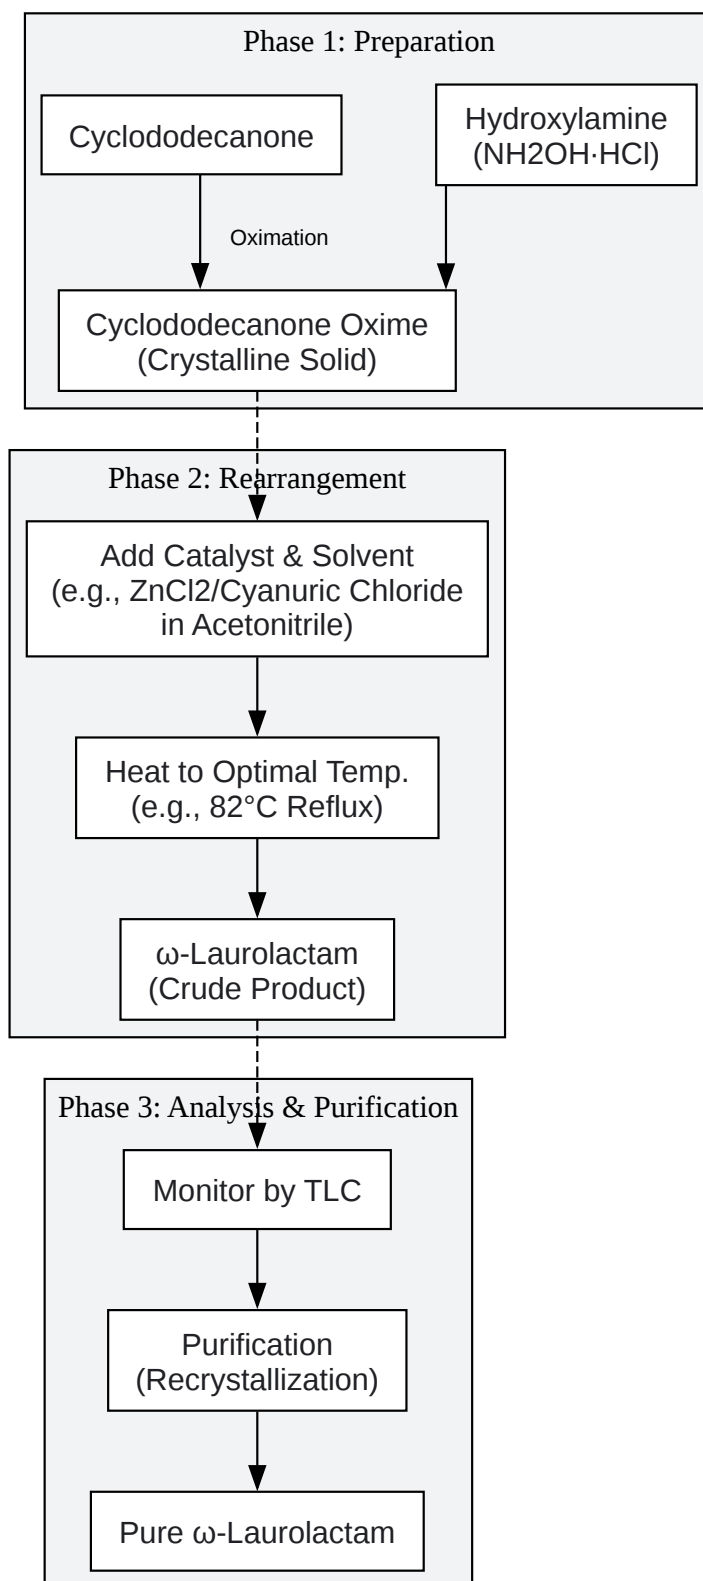 Phase 1: Preparation
Cyclododecanone
Hydroxylamine
(NH2OH·HCl)
Oximation
Cyclododecanone Oxime
(Crystalline Solid)
Phase 2: Rearrangement
Add Catalyst & Solvent
(e.g., ZnCl2/Cyanuric Chloride
in Acetonitrile)
Heat to Optimal Temp.
(e.g., 82°C Reflux)
ω-Laurolactam
(Crude Product)
Phase 3: Analysis & Purification
Monitor by TLC
Purification
(Recrystallization)
Pure ω-Laurolactam